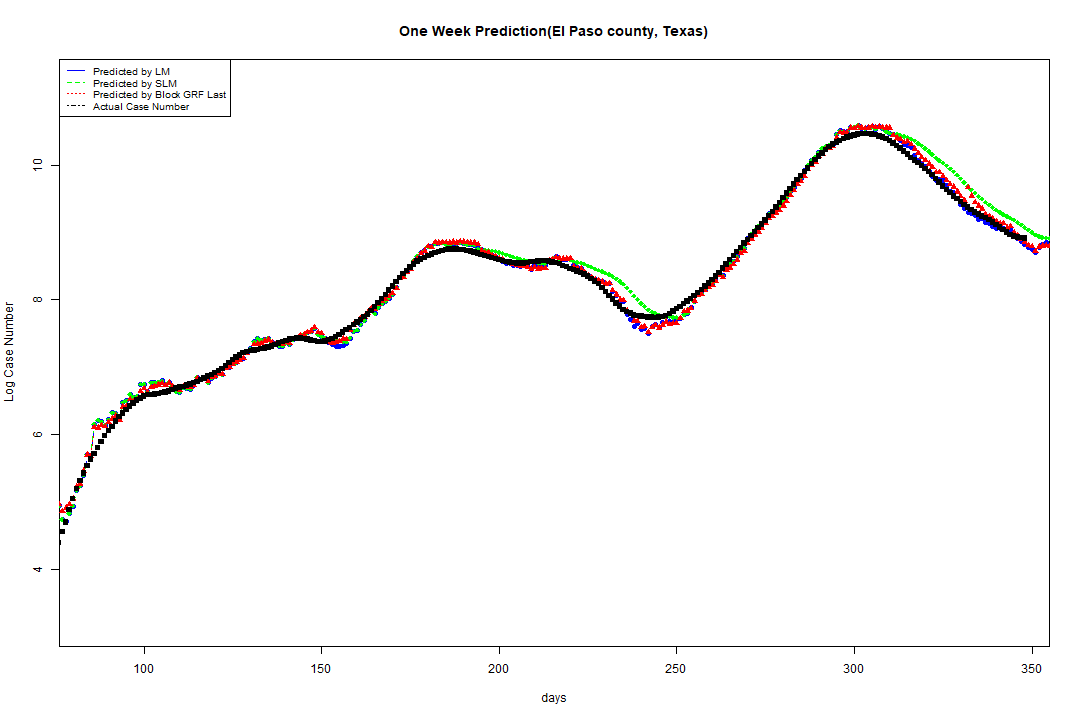 One Week Prediction(El Paso county, Texas)
Predicted by LM
Predicted by SLM
Predicted by Block GRF Last
Actual Case Number
10
8
6
4
Log Case Number
100 150 200 250 300 350
days